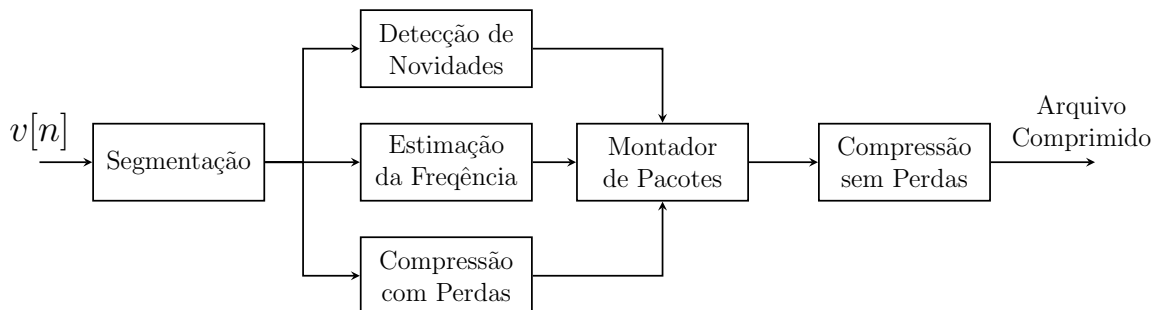 v[n]
Segmentação
Detecção de
Novidades
Estimação
da Freqência
Compressão
com Perdas
Montador
de Pacotes
Compressão
sem Perdas
Arquivo
Comprimido